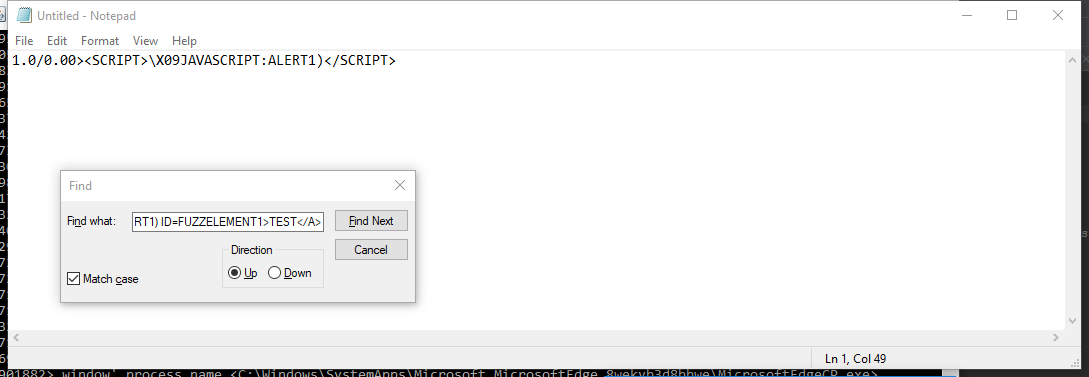 Untitled - Notepad
File Edit Format View Help
1.0/0.00><SCRIPT>\X09JAVASCRIPT:ALERT1)</SCRIPT>
Find
Find what: RT1) ID=FUZZELEMENT1>TEST</A> Find Next
Cancel
Direction
Up Down
Match case
Ln 1, Col 49
901882> window' process name <C:\Windows\SystemApps\Microsoft.MicrosoftEdge_8wekyb3d8bbwe\MicrosoftEdgeCP.exe>